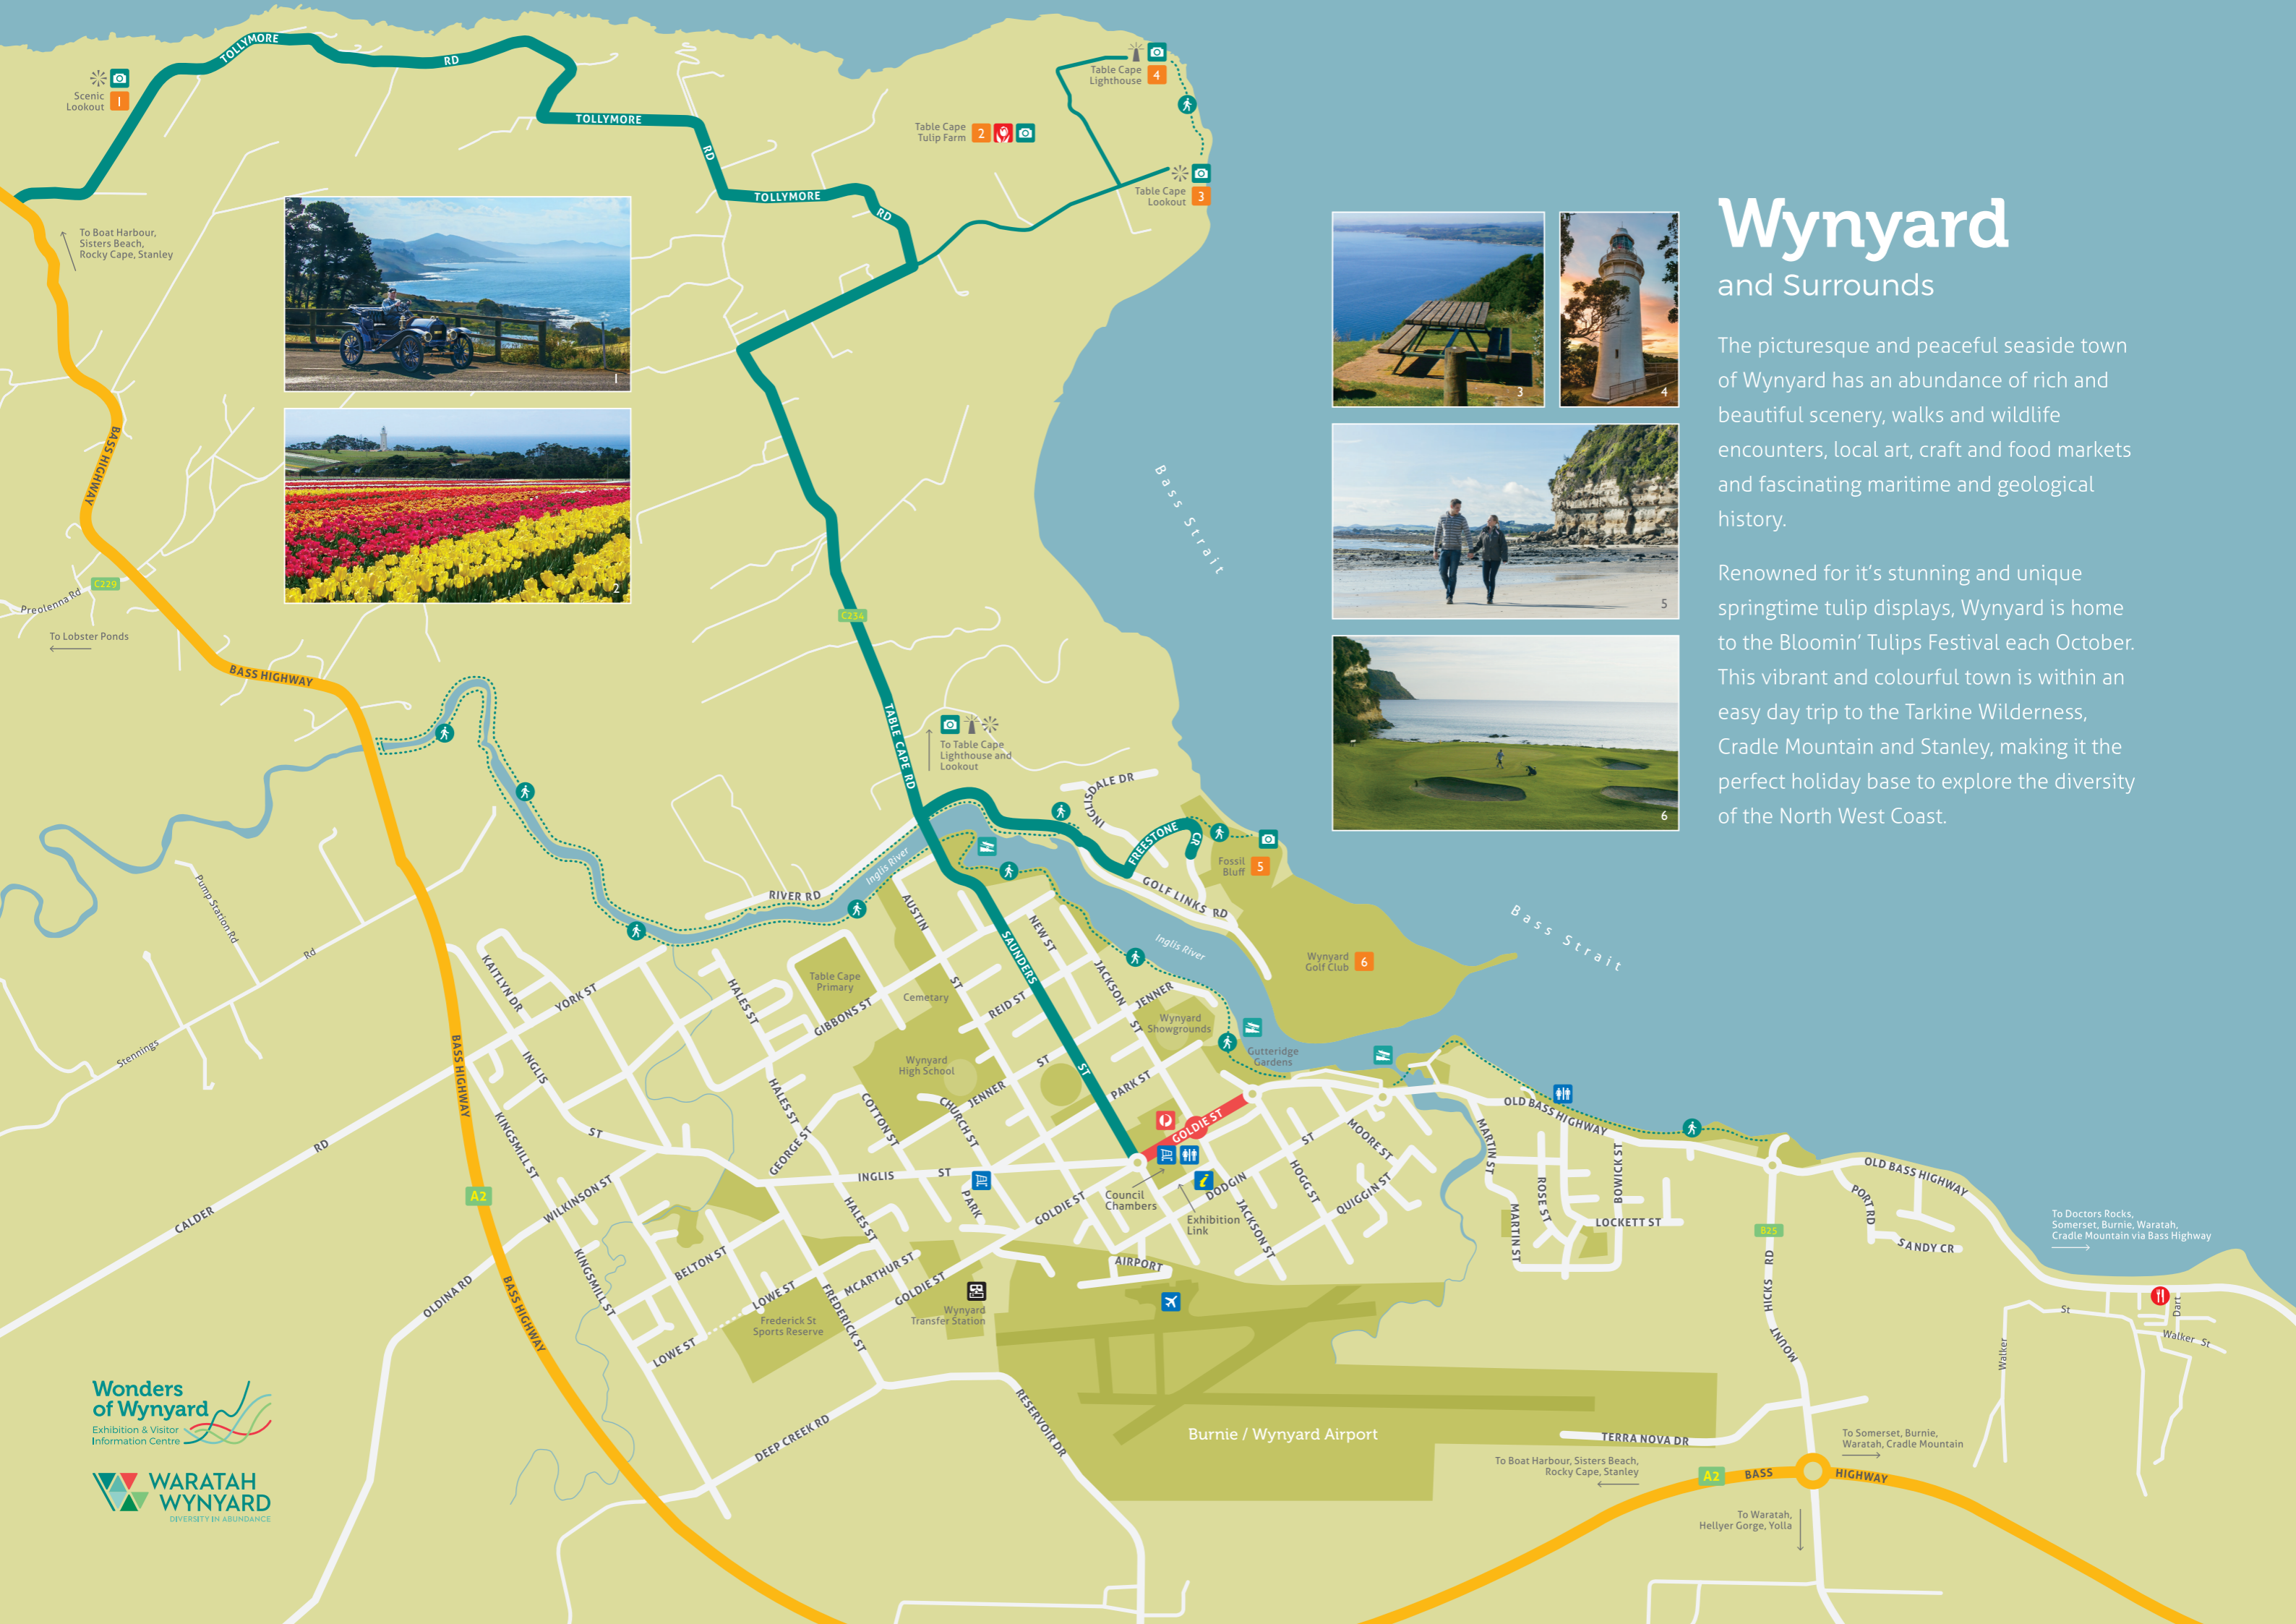 Wynyard
and Surrounds
The picturesque and peaceful seaside town
of Wynyard has an abundance of rich and
beautiful scenery, walks and wildlife
encounters, local art, craft and food markets
and fascinating maritime and geological
history.
Renowned for it's stunning and unique
springtime tulip displays, Wynyard is home
to the Bloomin' Tulips Festival each October.
This vibrant and colourful town is within an
easy day trip to the Tarkine Wilderness,
Cradle Mountain and Stanley, making it the
perfect holiday base to explore the diversity
of the North West Coast.
TOLLYMORE
RD
Scenic
Lookout
1
TOLLYMORE
RD
TOLLYMORE
RD
Table Cape
Tulip Farm
2
Table Cape
Lighthouse
4
Table Cape
Lookout
3
To Boat Harbour,
Sisters Beach,
Rocky Cape, Stanley
1
2
3
4
5
6
BASS HIGHWAY
C229
Preolenna Rd
To Lobster Ponds
BASS HIGHWAY
C234
Bass Strait
TABLE CAPE RD
To Table Cape
Lighthouse and
Lookout
INGLISDALE DR
FREESTONE
CR
Fossil
Bluff
5
GOLF LINKS RD
Inglis River
RIVER RD
Inglis River
Wynyard
Golf Club
6
Bass Strait
Pump Station Rd
Stennings
Rd
KAITLYN DR
YORK ST
HALES ST
Table Cape
Primary
GIBBONS ST
Cemetary
AUSTIN
ST
REID ST
SAUNDERS
ST
NEW ST
JACKSON
ST
JENNER
ST
JENNER
Wynyard
Showgrounds
Gutteridge
Gardens
Wynyard
High School
PARK ST
CHURCH ST
COTTON ST
HALES ST
GEORGE ST
GOLDIE ST
INGLIS
ST
INGLIS
ST
PARK
GOLDIE ST
Council
Chambers
Exhibition
Link
DODGIN
ST
JACKSON ST
HOGG ST
MOORE ST
QUIGGIN ST
MARTIN ST
MARTIN ST
ROSE ST
BOWICK ST
LOCKETT ST
OLD BASS HIGHWAY
OLD BASS HIGHWAY
PORT RD
SANDY CR
B25
HICKS RD
MOUNT
To Doctors Rocks,
Somerset, Burnie, Waratah,
Cradle Mountain via Bass Highway
Walker
St
Dart
Walker St
BASS HIGHWAY
A2
BASS HIGHWAY
CALDER
RD
KINGSMILL ST
KINGSMILL ST
WILKINSON ST
OLDINA RD
BELTON ST
LOWE ST
LOWE ST
MCARTHUR ST
GOLDIE ST
HALES ST
FREDERICK ST
Frederick St
Sports Reserve
Wynyard
Transfer Station
AIRPORT
DEEP CREEK RD
RESERVOIR DR
Burnie / Wynyard Airport
TERRA NOVA DR
To Boat Harbour, Sisters Beach,
Rocky Cape, Stanley
A2
BASS
HIGHWAY
To Somerset, Burnie,
Waratah, Cradle Mountain
To Waratah,
Hellyer Gorge, Yolla
Wonders
of Wynyard
Exhibition & Visitor
Information Centre
WARATAH
WYNYARD
DIVERSITY IN ABUNDANCE